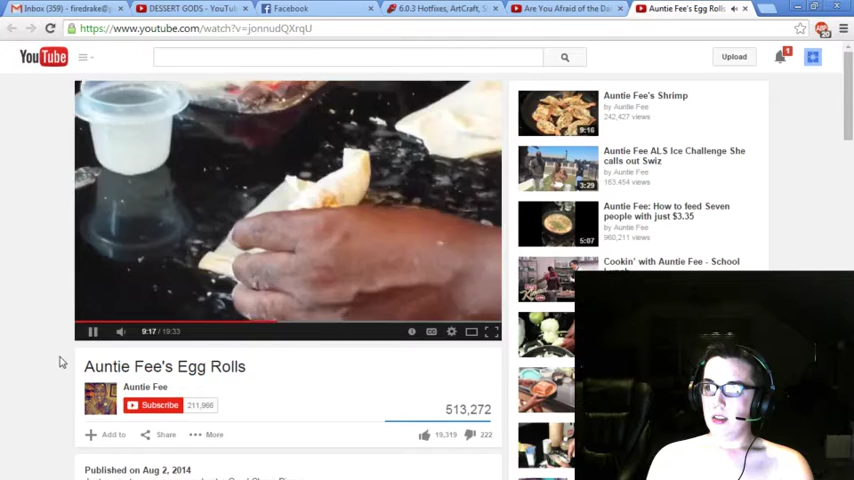 Inbox (359) - firedrake@g
DESSERT GODS - YouTu
Facebook
6.0.3 Hotfixes, ArtCraft, S
Are You Afraid of the Da
Auntie Fee's Egg Rolls
https://www.youtube.com/watch?v=jonnudQXrqU
20
You Tube
Upload
1
9:17 / 19:33
Auntie Fee's Egg Rolls
Auntie Fee
Subscribe 211,966
513,272
Add to
Share
More
19,319
222
Published on Aug 2, 2014
Auntie Fee's Shrimp
by Auntie Fee
242,427 views
9:16
Auntie Fee ALS Ice Challenge She
calls out Swiz
by Auntie Fee
163,454 views
3:29
Auntie Fee: How to feed Seven
people with just $3.35
by Auntie Fee
960,211 views
5:07
Cookin' with Auntie Fee - School